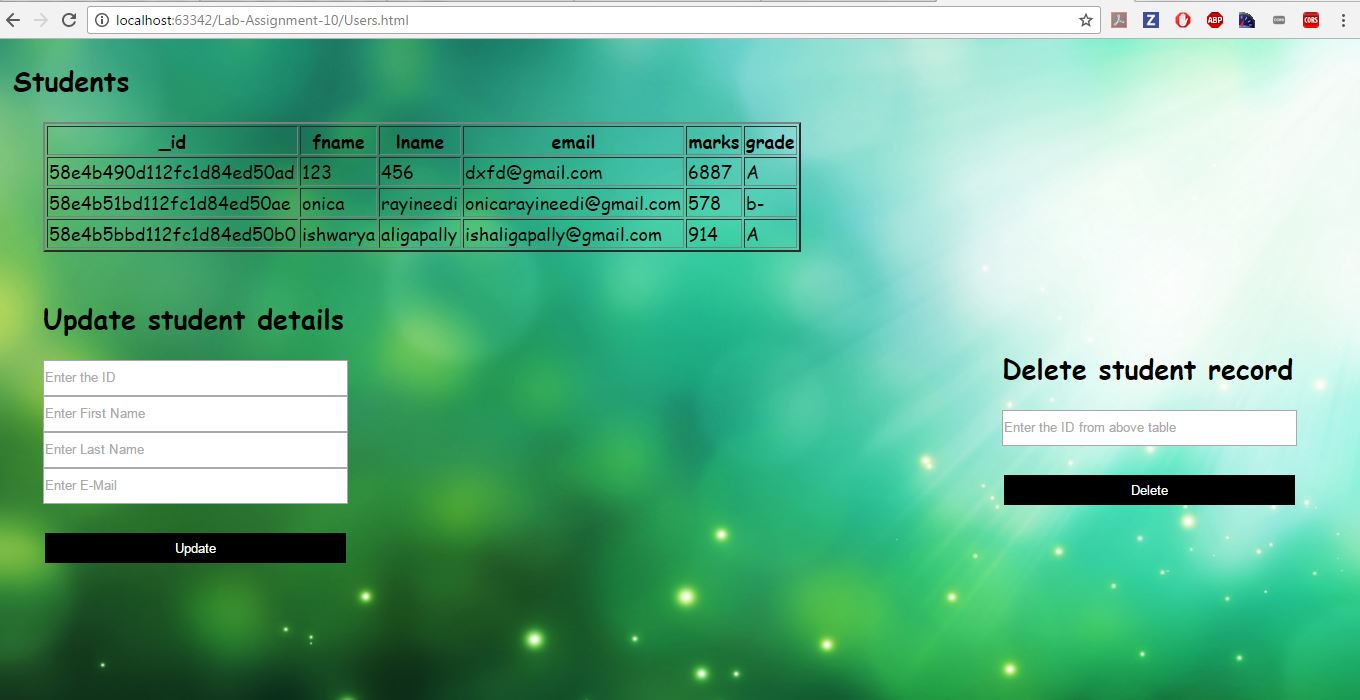 localhost:63342/Lab-Assignment-10/Users.html
Z
ABP
CORS
CORS
Students
_id fname lname email marks grade
58e4b490d112fc1d84ed50ad 123 456 dxfd@gmail.com 6887 A
58e4b51bd112fc1d84ed50ae onica rayineedi onicarayineedi@gmail.com 578 b-
58e4b5bbd112fc1d84ed50b0 ishwarya aligapally ishaligapally@gmail.com 914 A
Update student details
Enter the ID
Enter First Name
Enter Last Name
Enter E-Mail
Update
Delete student record
Enter the ID from above table
Delete